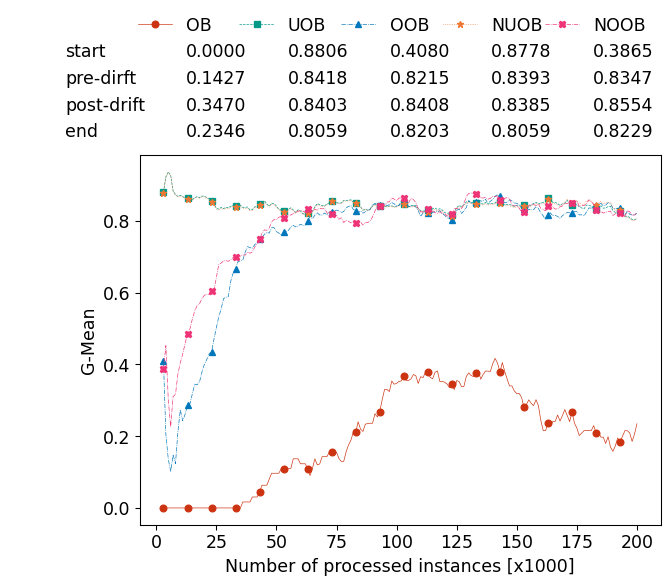 OB UOB OOB NUOB NOOB
start 0.0000 0.8806 0.4080 0.8778 0.3865
pre-dirft 0.1427 0.8418 0.8215 0.8393 0.8347
post-drift 0.3470 0.8403 0.8408 0.8385 0.8554
end 0.2346 0.8059 0.8203 0.8059 0.8229
0.8
0.6
0.4
0.2
0.0
G-Mean
0 25 50 75 100 125 150 175 200
Number of processed instances [x1000]